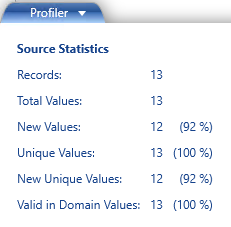 Profiler
Source Statistics
Records: 13
Total Values: 13
New Values: 12 (92 %)
Unique Values: 13 (100 %)
New Unique Values: 12 (92 %)
Valid in Domain Values: 13 (100 %)